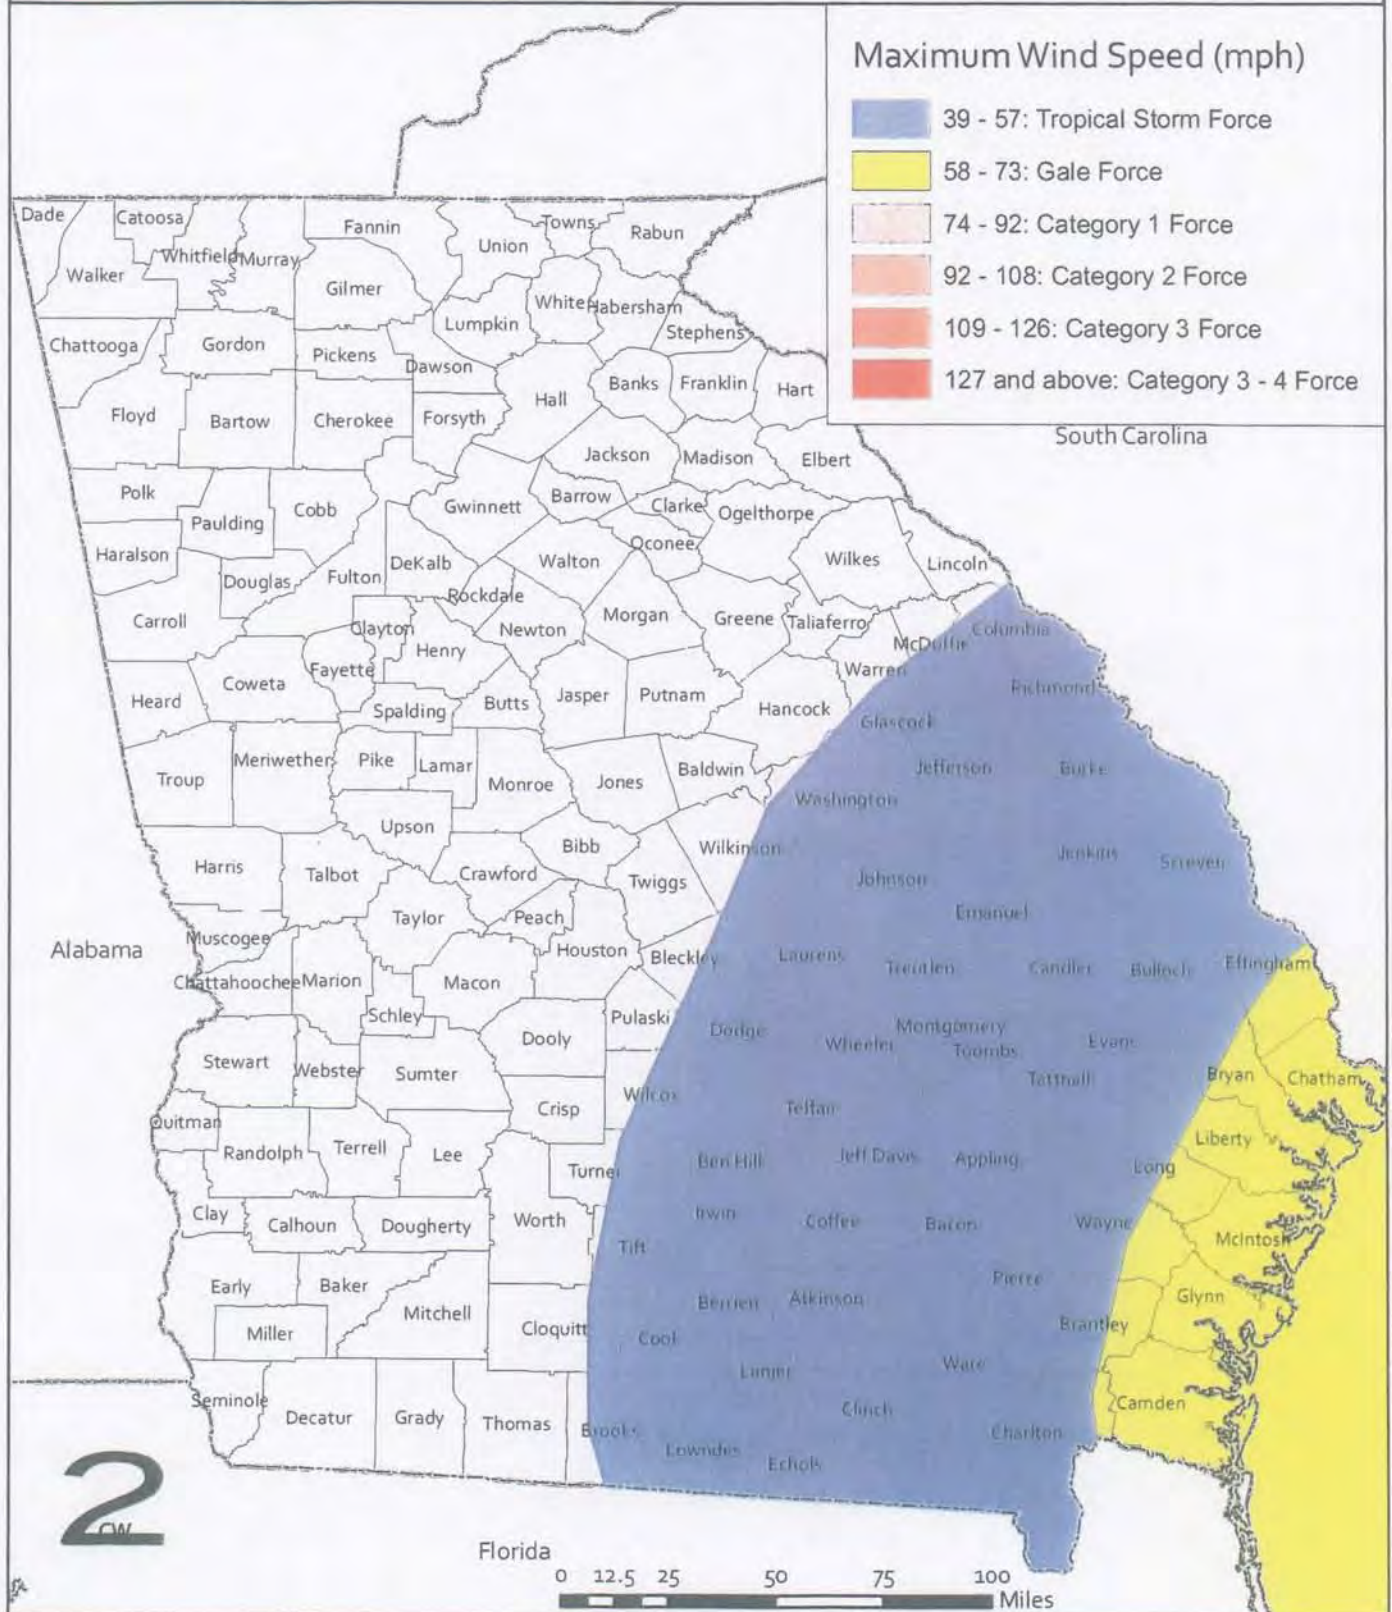 Maximum Wind Speed (mph)
39 - 57: Tropical Storm Force
58 - 73: Gale Force
74 - 92: Category 1 Force
92 - 108: Category 2 Force
109 - 126: Category 3 Force
127 and above: Category 3 - 4 Force
South Carolina
Dade
Catoosa
Fannin
Towns
Union
Rabun
Whitfield
Murray
Walker
Gilmer
White
Habersham
Lumpkin
Stephens
Chattooga
Gordon
Pickens
Dawson
Banks
Franklin
Hart
Hall
Floyd
Bartow
Cherokee
Forsyth
Jackson
Madison
Elbert
Polk
Paulding
Cobb
Gwinnett
Barrow
Clarke
Ogelthorpe
Oconee
Haralson
Douglas
Fulton
DeKalb
Walton
Wilkes
Lincoln
Rockdale
Carroll
Clayton
Henry
Newton
Morgan
Greene
Taliaferro
McDuffie
Columbia
Warren
Fayette
Heard
Coweta
Spalding
Butts
Jasper
Putnam
Hancock
Richmond
Glascock
Troup
Meriwether
Pike
Lamar
Monroe
Jones
Baldwin
Jefferson
Burke
Washington
Upson
Bibb
Wilkinson
Harris
Talbot
Crawford
Twiggs
Johnson
Jenkins
Screven
Taylor
Peach
Emanuel
Alabama
Muscogee
Houston
Bleckley
Laurens
Treutlen
Candler
Bulloch
Effingham
Chattahoochee
Marion
Macon
Schley
Pulaski
Dooly
Dodge
Montgomery
Wheeler
Toombs
Evans
Stewart
Webster
Sumter
Wilcox
Tattnall
Bryan
Chatham
Crisp
Telfair
Quitman
Randolph
Terrell
Lee
Turner
Ben Hill
Jeff Davis
Appling
Liberty
Long
Clay
Calhoun
Dougherty
Worth
Irwin
Coffee
Bacon
Wayne
McIntosh
Tift
Early
Baker
Mitchell
Pierce
Glynn
Berrien
Atkinson
Miller
Cloquitt
Cook
Brantley
Lanier
Ware
Seminole
Decatur
Grady
Thomas
Brooks
Clinch
Camden
Charlton
Lowndes
Echols
2
CW
Florida
0 12.5 25 50 75 100
Miles